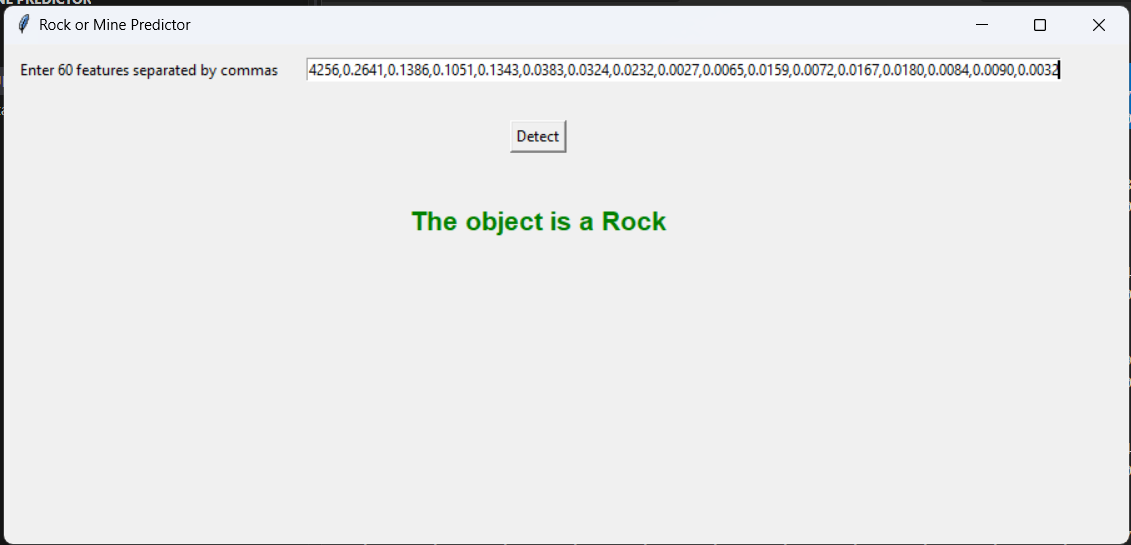 PREDICTOR
Rock or Mine Predictor
Enter 60 features separated by commas
4256,0.2641,0.1386,0.1051,0.1343,0.0383,0.0324,0.0232,0.0027,0.0065,0.0159,0.0072,0.0167,0.0180,0.0084,0.0090,0.0032
Detect
The object is a Rock